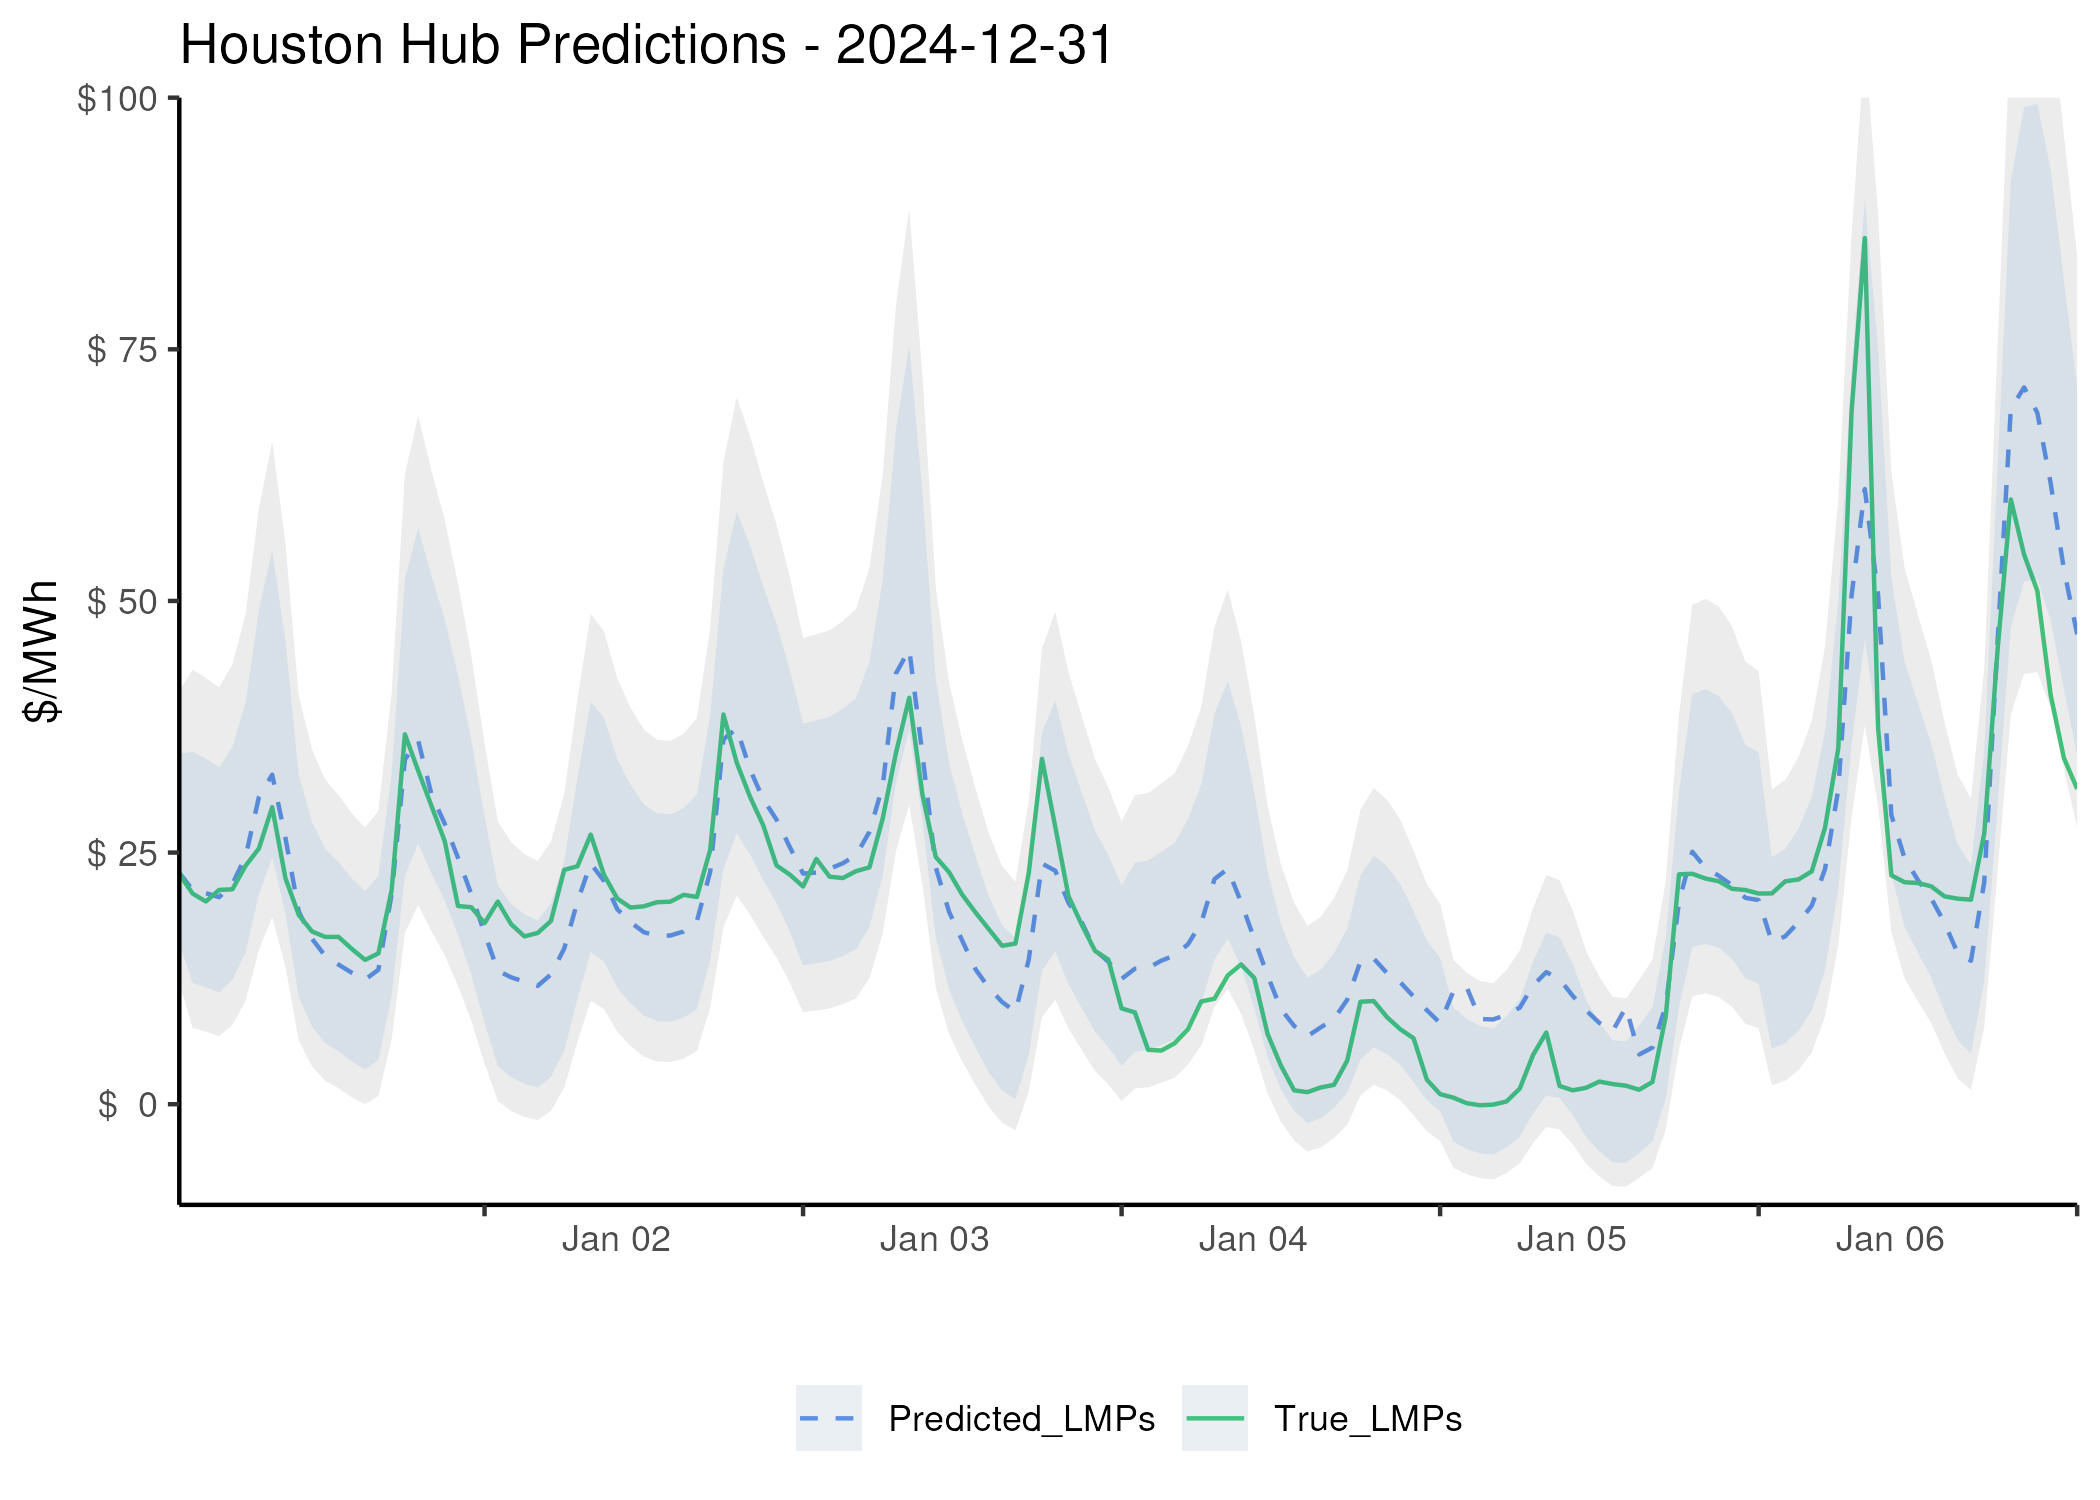 Houston Hub Predictions - 2024-12-31
$100
$ 75
$ 50
$ 25
$  0
$/MWh
Jan 02 Jan 03 Jan 04 Jan 05 Jan 06
Predicted_LMPs True_LMPs